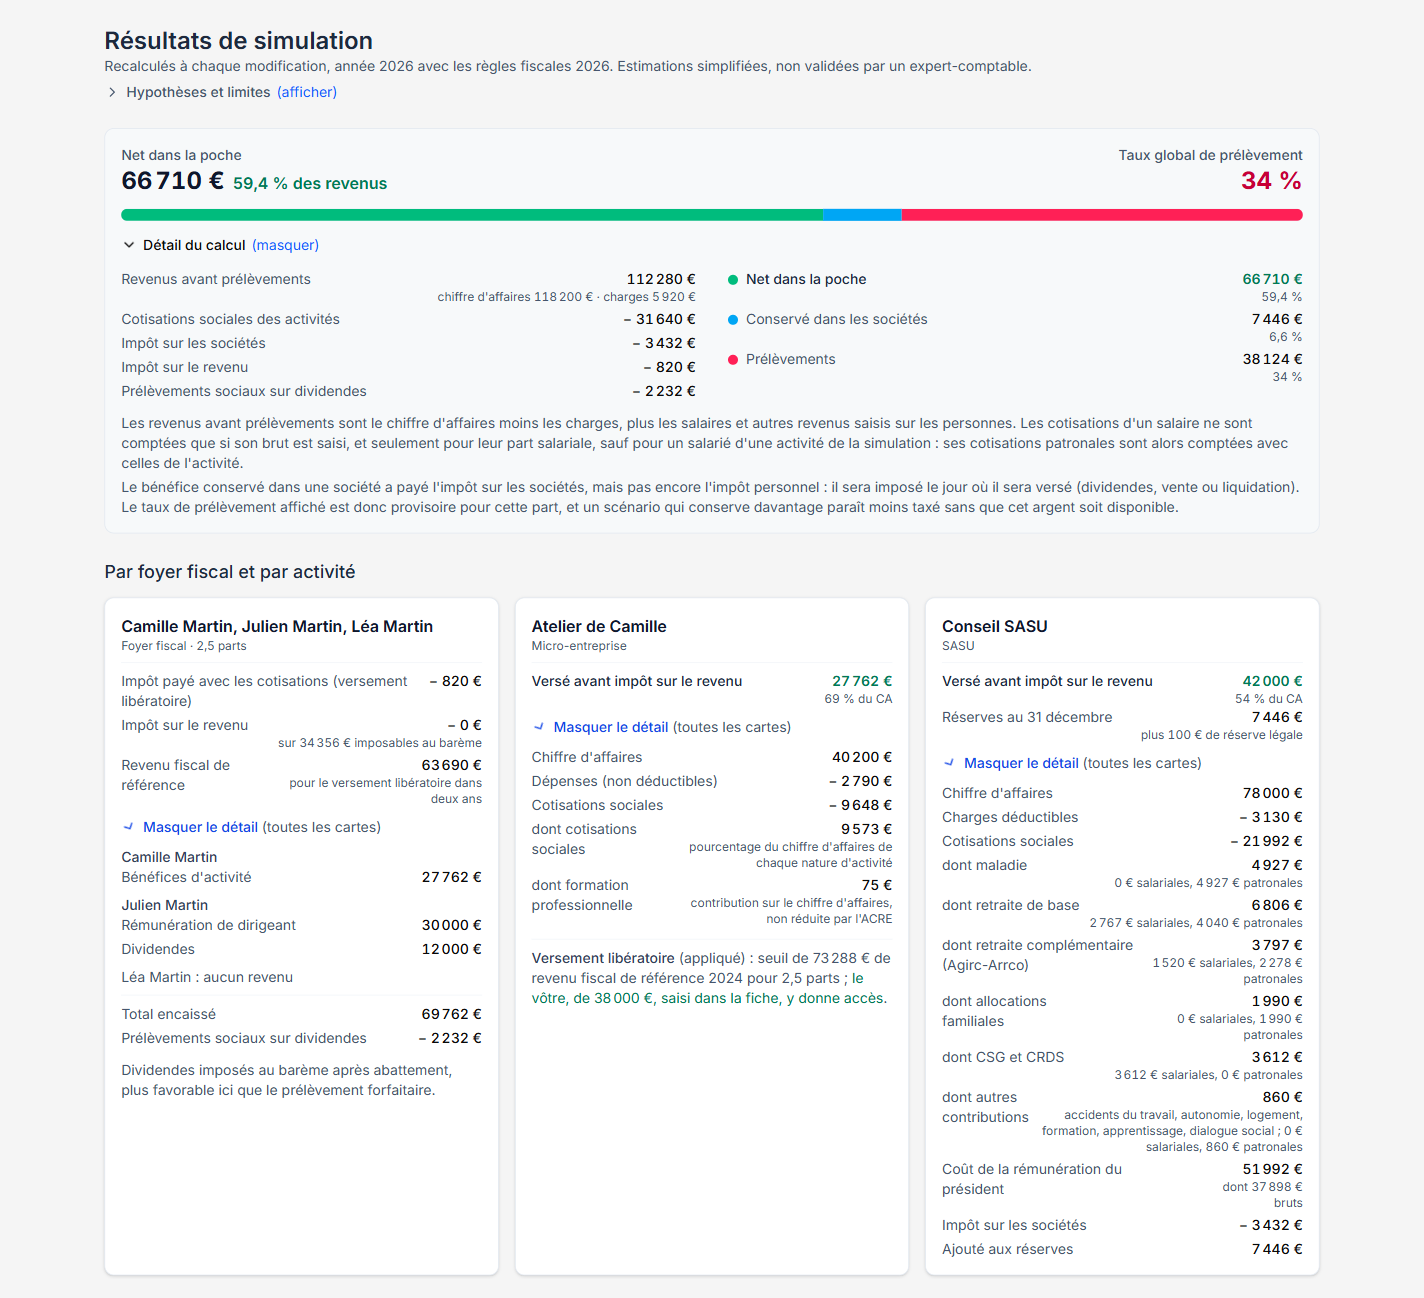 Résultats de simulation
Recalculés à chaque modification, année 2026 avec les règles fiscales 2026. Estimations simplifiées, non validées par un expert-comptable.
Hypothèses et limites (afficher)
Net dans la poche
66 710 € 59,4 % des revenus
Taux global de prélèvement
34 %
Détail du calcul (masquer)
Revenus avant prélèvements 112 280 €
chiffre d'affaires 118 200 € · charges 5 920 €
Cotisations sociales des activités − 31 640 €
Impôt sur les sociétés − 3 432 €
Impôt sur le revenu − 820 €
Prélèvements sociaux sur dividendes − 2 232 €
Net dans la poche 66 710 €
59,4 %
Conservé dans les sociétés 7 446 €
6,6 %
Prélèvements 38 124 €
34 %
Les revenus avant prélèvements sont le chiffre d'affaires moins les charges, plus les salaires et autres revenus saisis sur les personnes. Les cotisations d'un salaire ne sont
comptées que si son brut est saisi, et seulement pour leur part salariale, sauf pour un salarié d'une activité de la simulation : ses cotisations patronales sont alors comptées avec
celles de l'activité.
Le bénéfice conservé dans une société a payé l'impôt sur les sociétés, mais pas encore l'impôt personnel : il sera imposé le jour où il sera versé (dividendes, vente ou liquidation).
Le taux de prélèvement affiché est donc provisoire pour cette part, et un scénario qui conserve davantage paraît moins taxé sans que cet argent soit disponible.
Par foyer fiscal et par activité
Camille Martin, Julien Martin, Léa Martin
Foyer fiscal · 2,5 parts
Impôt payé avec les cotisations (versement − 820 €
libératoire)
Impôt sur le revenu − 0 €
sur 34 356 € imposables au barème
Revenu fiscal de 63 690 €
référence pour le versement libératoire dans
deux ans
Masquer le détail (toutes les cartes)
Camille Martin
Bénéfices d'activité 27 762 €
Julien Martin
Rémunération de dirigeant 30 000 €
Dividendes 12 000 €
Léa Martin : aucun revenu
Total encaissé 69 762 €
Prélèvements sociaux sur dividendes − 2 232 €
Dividendes imposés au barème après abattement,
plus favorable ici que le prélèvement forfaitaire.
Atelier de Camille
Micro-entreprise
Versé avant impôt sur le revenu 27 762 €
69 % du CA
Masquer le détail (toutes les cartes)
Chiffre d'affaires 40 200 €
Dépenses (non déductibles) − 2 790 €
Cotisations sociales − 9 648 €
dont cotisations 9 573 €
sociales pourcentage du chiffre d'affaires de
chaque nature d'activité
dont formation 75 €
professionnelle contribution sur le chiffre d'affaires,
non réduite par l'ACRE
Versement libératoire (appliqué) : seuil de 73 288 € de
revenu fiscal de référence 2024 pour 2,5 parts ; le
vôtre, de 38 000 €, saisi dans la fiche, y donne accès.
Conseil SASU
SASU
Versé avant impôt sur le revenu 42 000 €
54 % du CA
Réserves au 31 décembre 7 446 €
plus 100 € de réserve légale
Masquer le détail (toutes les cartes)
Chiffre d'affaires 78 000 €
Charges déductibles − 3 130 €
Cotisations sociales − 21 992 €
dont maladie 4 927 €
0 € salariales, 4 927 € patronales
dont retraite de base 6 806 €
2 767 € salariales, 4 040 € patronales
dont retraite complémentaire 3 797 €
(Agirc-Arrco) 1 520 € salariales, 2 278 €
patronales
dont allocations 1 990 €
familiales 0 € salariales, 1 990 €
patronales
dont CSG et CRDS 3 612 €
3 612 € salariales, 0 € patronales
dont autres 860 €
contributions accidents du travail, autonomie, logement,
formation, apprentissage, dialogue social ; 0 €
salariales, 860 € patronales
Coût de la rémunération du 51 992 €
président dont 37 898 €
bruts
Impôt sur les sociétés − 3 432 €
Ajouté aux réserves 7 446 €